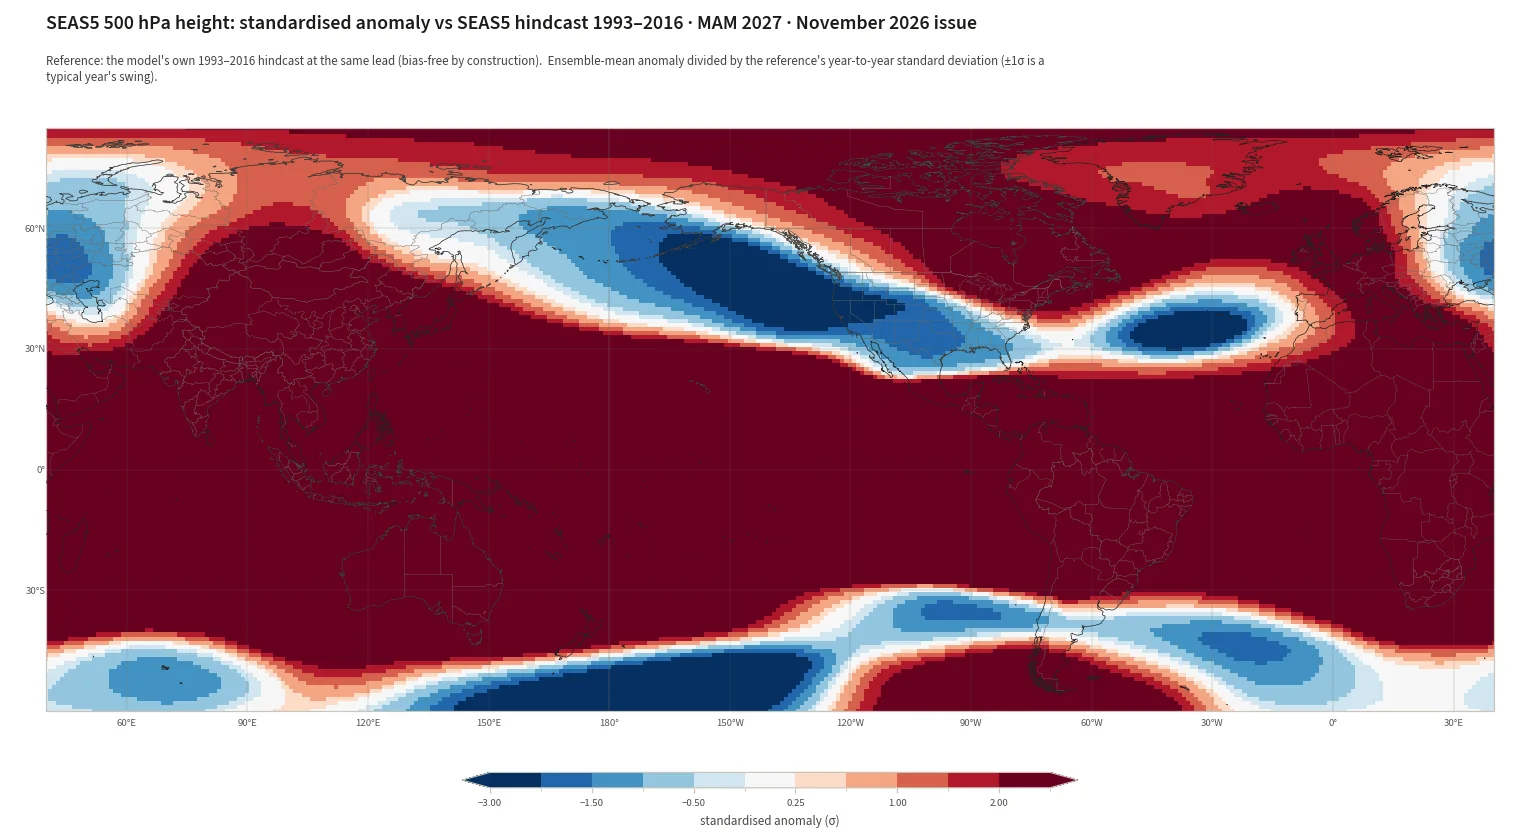 SEAS5 500 hPa height: standardised anomaly vs SEAS5 hindcast 1993–2016 · MAM 2027 · November 2026 issue
Reference: the model's own 1993–2016 hindcast at the same lead (bias-free by construction).  Ensemble-mean anomaly divided by the reference's year-to-year standard deviation (±1σ is a
typical year's swing).
60°N
30°N
0°
30°S
60°E 90°E 120°E 150°E 180° 150°W 120°W 90°W 60°W 30°W 0° 30°E
−3.00 −1.50 −0.50 0.25 1.00 2.00
standardised anomaly (σ)